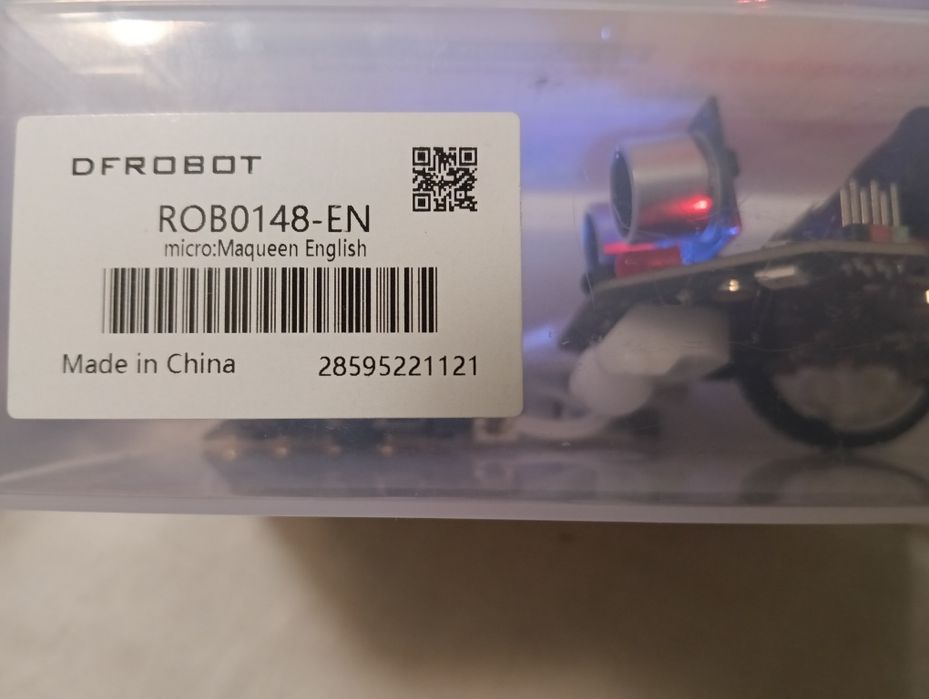 DFROBOT
ROB0148-EN
micro:Maqueen English
Made in China
28595221121